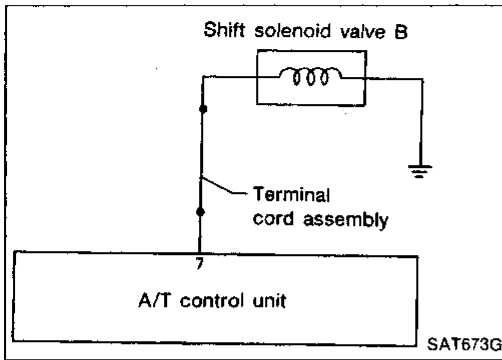 Shift solenoid valve B
Terminal
cord assembly
7
A/T control unit
SAT673G